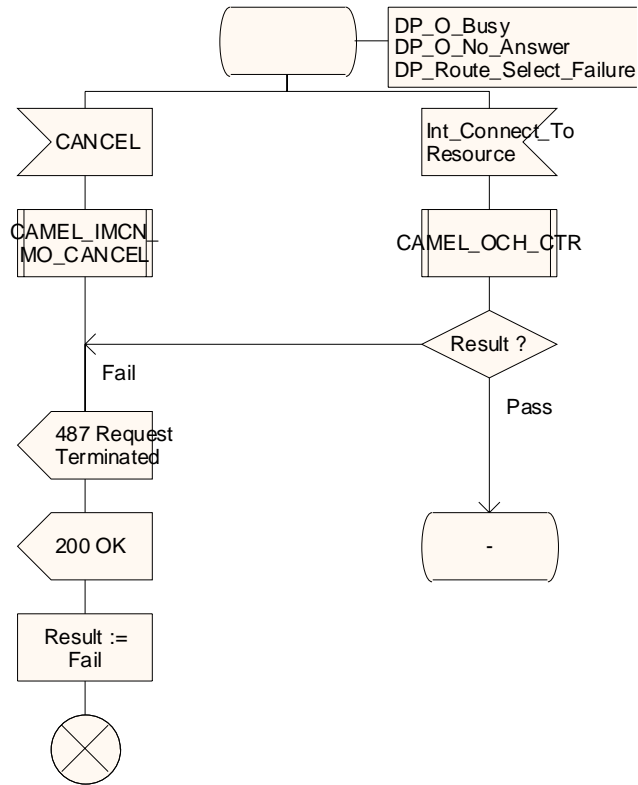 DP_O_Busy
DP_O_No_Answer
DP_Route_Select_Failure
CANCEL
Int_Connect_To
Resource
CAMEL_IMCN_
MO_CANCEL
CAMEL_OCH_CTR
Result ?
Fail
Pass
487 Request
Terminated
200 OK
-
Result :=
Fail